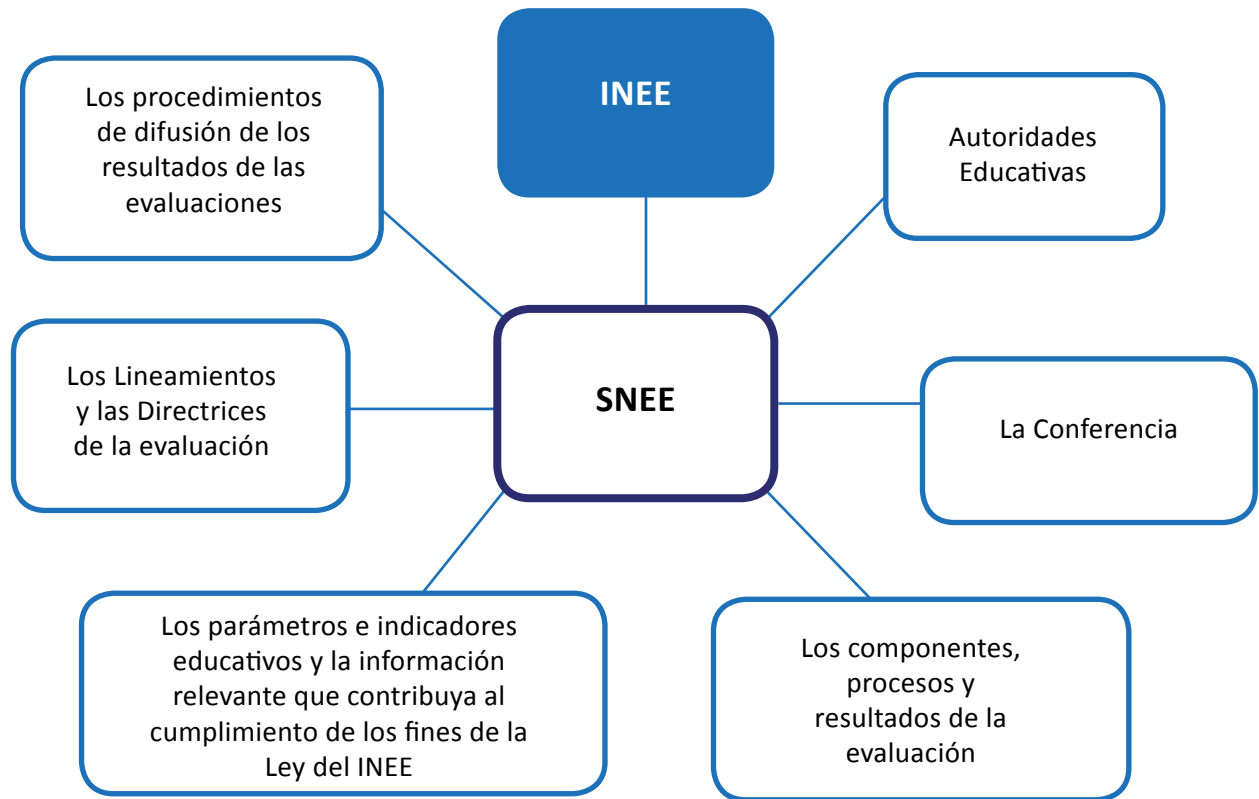 INEE
Los procedimientos
de difusión de los
resultados de las
evaluaciones
Autoridades
Educativas
Los Lineamientos
y las Directrices
de la evaluación
SNEE
La Conferencia
Los parámetros e indicadores
educativos y la información
relevante que contribuya al
cumplimiento de los fines de la
Ley del INEE
Los componentes,
procesos y
resultados de la
evaluación